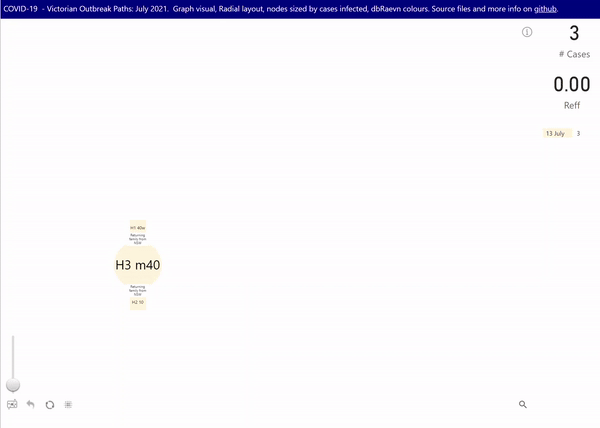 COVID-19 - Victorian Outbreak Paths: July 2021. Graph visual, Radial layout, nodes sized by cases infected, dbRaevn colours. Source files and more info on github.
3
# Cases
0.00
Reff
13 July 3
H1 40w
Returning
family from
NSW
H3 m40
Returning
family from
NSW
H2 10